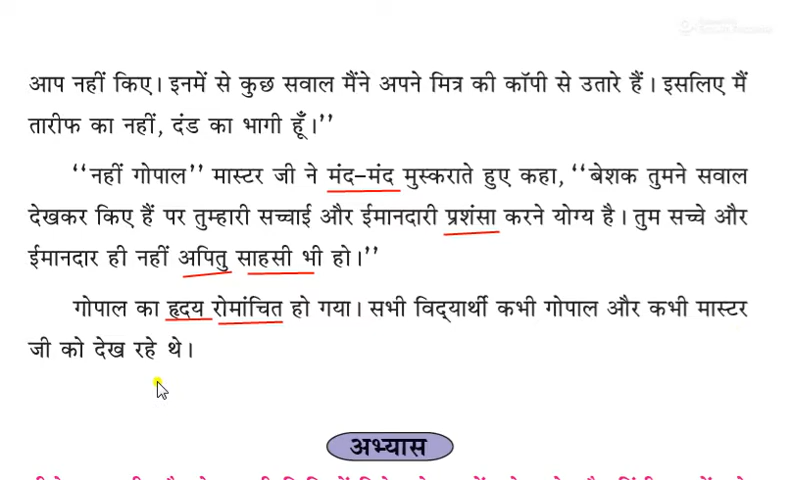 आप नहीं किए। इनमें से कुछ सवाल मैंने अपने मित्र की कॉपी से उतारे हैं। इसलिए मैं
तारीफ का नहीं, दंड का भागी हूँ।’’
‘‘नहीं गोपाल’’ मास्टर जी ने मंद-मंद मुस्कराते हुए कहा, ‘‘बेशक तुमने सवाल
देखकर किए हैं पर तुम्हारी सच्चाई और ईमानदारी प्रशंसा करने योग्य है। तुम सच्चे और
ईमानदार ही नहीं अपितु साहसी भी हो।’’
गोपाल का हृदय रोमांचित हो गया। सभी विद्यार्थी कभी गोपाल और कभी मास्टर
जी को देख रहे थे।
अभ्यास